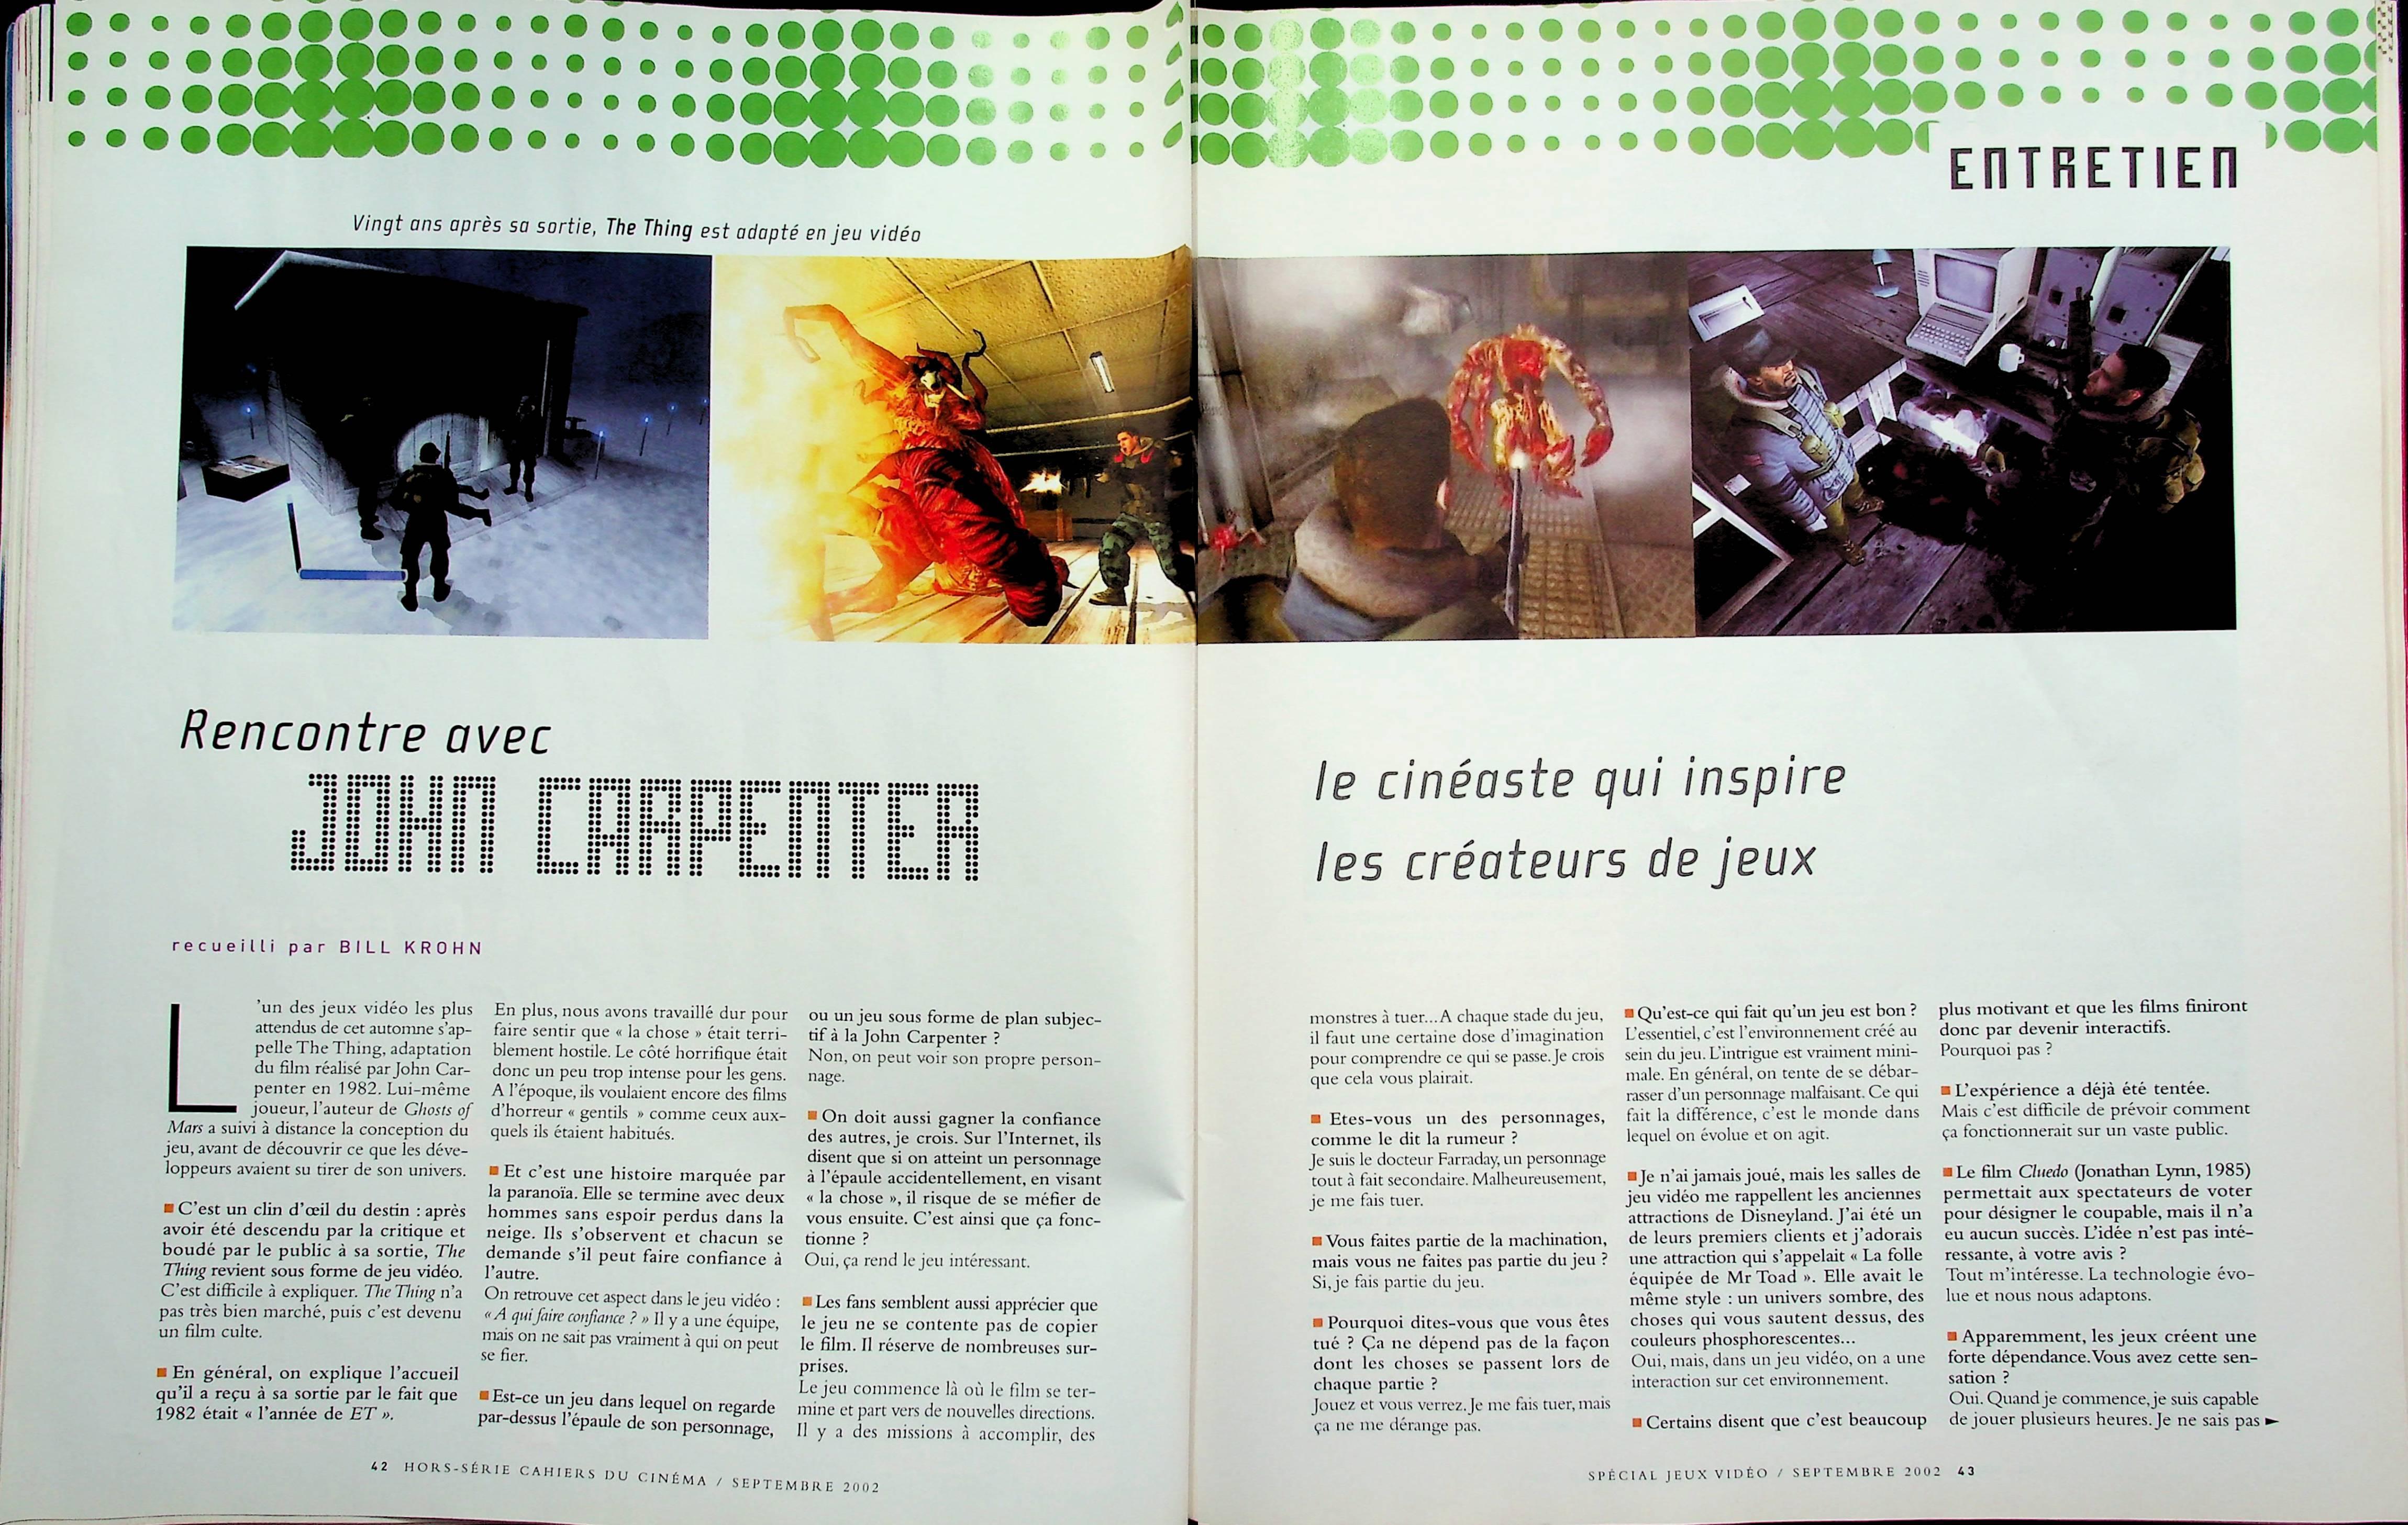 ENTRETIEN
Vingt ans après sa sortie, The Thing est adapté en jeu vidéo
Rencontre avec
JOHN CARPENTER
le cinéaste qui inspire
les créateurs de jeux
recueilli par BILL KROHN
L'un des jeux vidéo les plus
attendus de cet automne s'ap-
pelle The Thing, adaptation
du film réalisé par John Car-
penter en 1982. Lui-même
joueur, l'auteur de Ghosts of
Mars a suivi à distance la conception du
jeu, avant de découvrir ce que les déve-
loppeurs avaient su tirer de son univers.
C'est un clin d'œil du destin : après
avoir été descendu par la critique et
boudé par le public à sa sortie, The
Thing revient sous forme de jeu vidéo.
C'est difficile à expliquer. The Thing n'a
pas très bien marché, puis c'est devenu
un film culte.
En général, on explique l'accueil
qu'il a reçu à sa sortie par le fait que
1982 était « l'année de ET ».
En plus, nous avons travaillé dur pour
faire sentir que « la chose » était terri-
blement hostile. Le côté horrifique était
donc un peu trop intense pour les gens.
A l'époque, ils voulaient encore des films
d'horreur « gentils » comme ceux aux-
quels ils étaient habitués.
Et c'est une histoire marquée par
la paranoïa. Elle se termine avec deux
hommes sans espoir perdus dans la
neige. Ils s'observent et chacun se
demande s'il peut faire confiance à
l'autre.
On retrouve cet aspect dans le jeu vidéo :
« A qui faire confiance ? » Il y a une équipe,
mais on ne sait pas vraiment à qui on peut
se fier.
Est-ce un jeu dans lequel on regarde
par-dessus l'épaule de son personnage,
ou un jeu sous forme de plan subjec-
tif à la John Carpenter ?
Non, on peut voir son propre person-
nage.
On doit aussi gagner la confiance
des autres, je crois. Sur l'Internet, ils
disent que si on atteint un personnage
à l'épaule accidentellement, en visant
« la chose », il risque de se méfier de
vous ensuite. C'est ainsi que ça fonc-
tionne ?
Oui, ça rend le jeu intéressant.
Les fans semblent aussi apprécier que
le jeu ne se contente pas de copier
le film. Il réserve de nombreuses sur-
prises.
Le jeu commence là où le film se ter-
mine et part vers de nouvelles directions.
Il y a des missions à accomplir, des
42 HORS-SÉRIE CAHIERS DU CINÉMA / SEPTEMBRE 2002
monstres à tuer... A chaque stade du jeu,
il faut une certaine dose d'imagination
pour comprendre ce qui se passe. Je crois
que cela vous plairait.
Etes-vous un des personnages,
comme le dit la rumeur ?
Je suis le docteur Farraday, un personnage
tout à fait secondaire. Malheureusement,
je me fais tuer.
Vous faites partie de la machination,
mais vous ne faites pas partie du jeu ?
Si, je fais partie du jeu.
Pourquoi dites-vous que vous êtes
tué ? Ça ne dépend pas de la façon
dont les choses se passent lors de
chaque partie ?
Jouez et vous verrez. Je me fais tuer, mais
ça ne me dérange pas.
Qu'est-ce qui fait qu'un jeu est bon ?
L'essentiel, c'est l'environnement créé au
sein du jeu. L'intrigue est vraiment mini-
male. En général, on tente de se débar-
rasser d'un personnage malfaisant. Ce qui
fait la différence, c'est le monde dans
lequel on évolue et on agit.
Je n'ai jamais joué, mais les salles de
jeu vidéo me rappellent les anciennes
attractions de Disneyland. J'ai été un
de leurs premiers clients et j'adorais
une attraction qui s'appelait « La folle
équipée de Mr Toad ». Elle avait le
même style : un univers sombre, des
choses qui vous sautent dessus, des
couleurs phosphorescentes...
Oui, mais, dans un jeu vidéo, on a une
interaction sur cet environnement.
Certains disent que c'est beaucoup
plus motivant et que les films finiront
donc par devenir interactifs.
Pourquoi pas ?
L'expérience a déjà été tentée.
Mais c'est difficile de prévoir comment
ça fonctionnerait sur un vaste public.
Le film Cluedo (Jonathan Lynn, 1985)
permettait aux spectateurs de voter
pour désigner le coupable, mais il n'a
eu aucun succès. L'idée n'est pas inté-
ressante, à votre avis ?
Tout m'intéresse. La technologie évo-
lue et nous nous adaptons.
Apparemment, les jeux créent une
forte dépendance. Vous avez cette sen-
sation ?
Oui. Quand je commence, je suis capable
de jouer plusieurs heures. Je ne sais pas ►
SPÉCIAL JEUX VIDÉO / SEPTEMBRE 2002 43